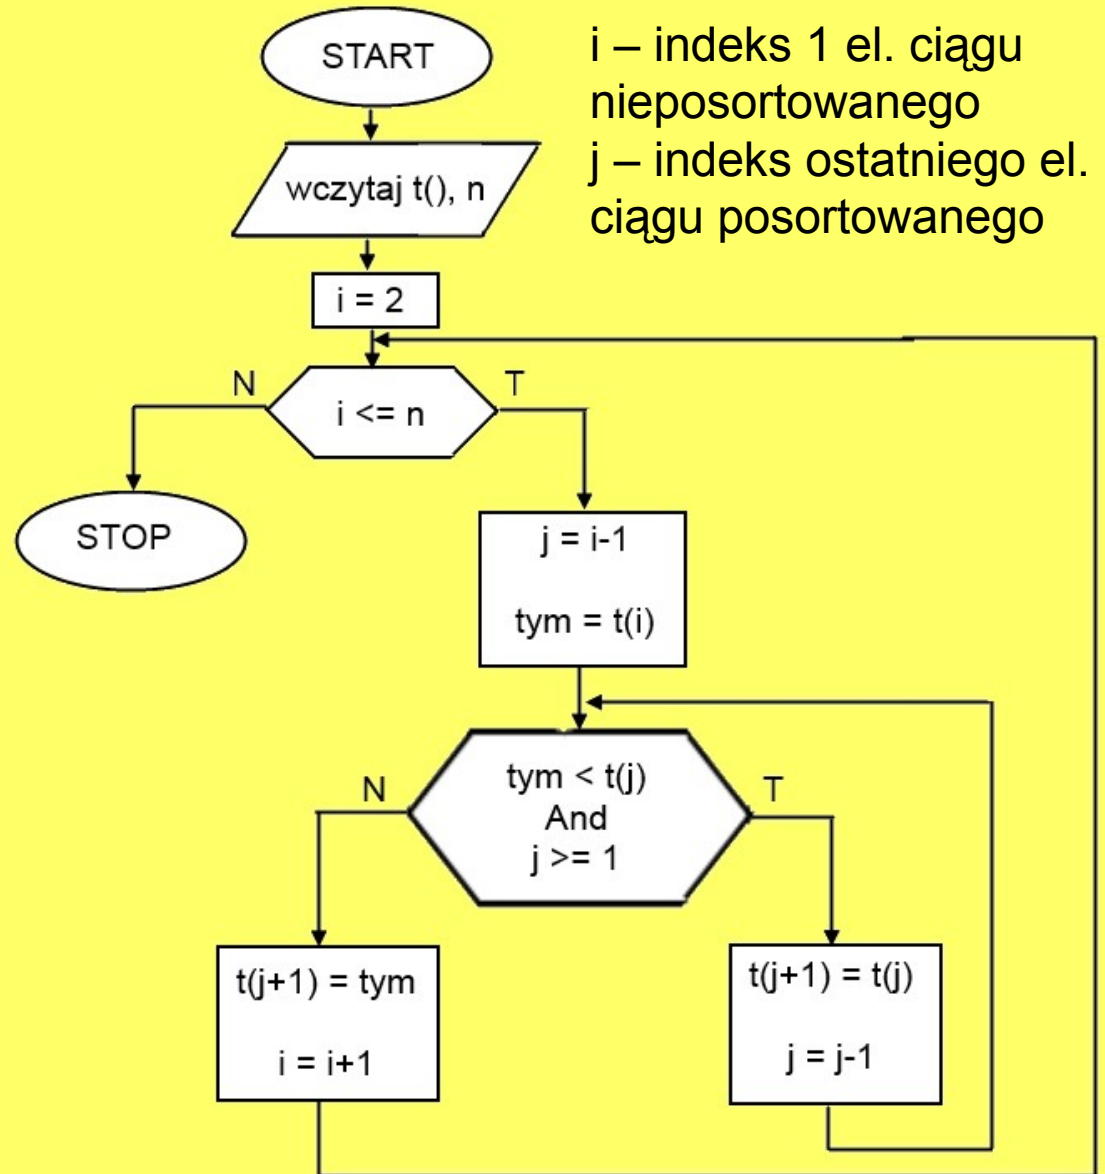 START
i – indeks 1 el. ciągu
nieposortowanego
j – indeks ostatniego el.
ciągu posortowanego
wczytaj t(), n
i = 2
N
T
i <= n
STOP
j = i-1
tym = t(i)
N
T
tym < t(j)
And
j >= 1
t(j+1) = tym
i = i+1
t(j+1) = t(j)
j = j-1